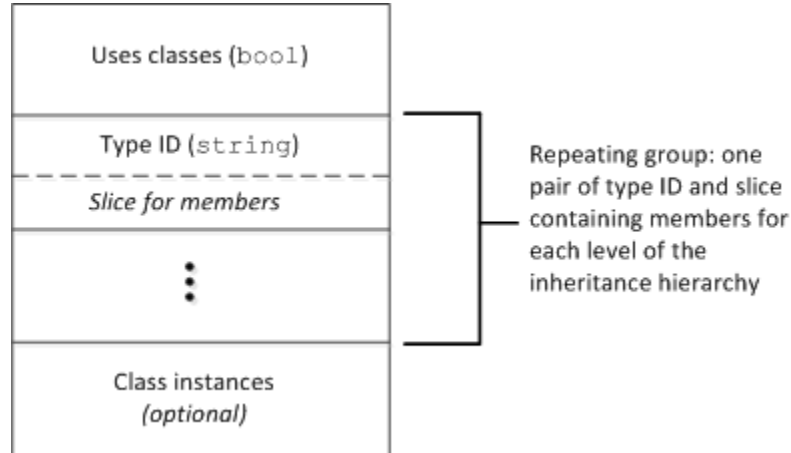 Uses classes (bool)
Type ID (string)
Slice for members
Class instances
(optional)
Repeating group: one
pair of type ID and slice
containing members for
each level of the
inheritance hierarchy